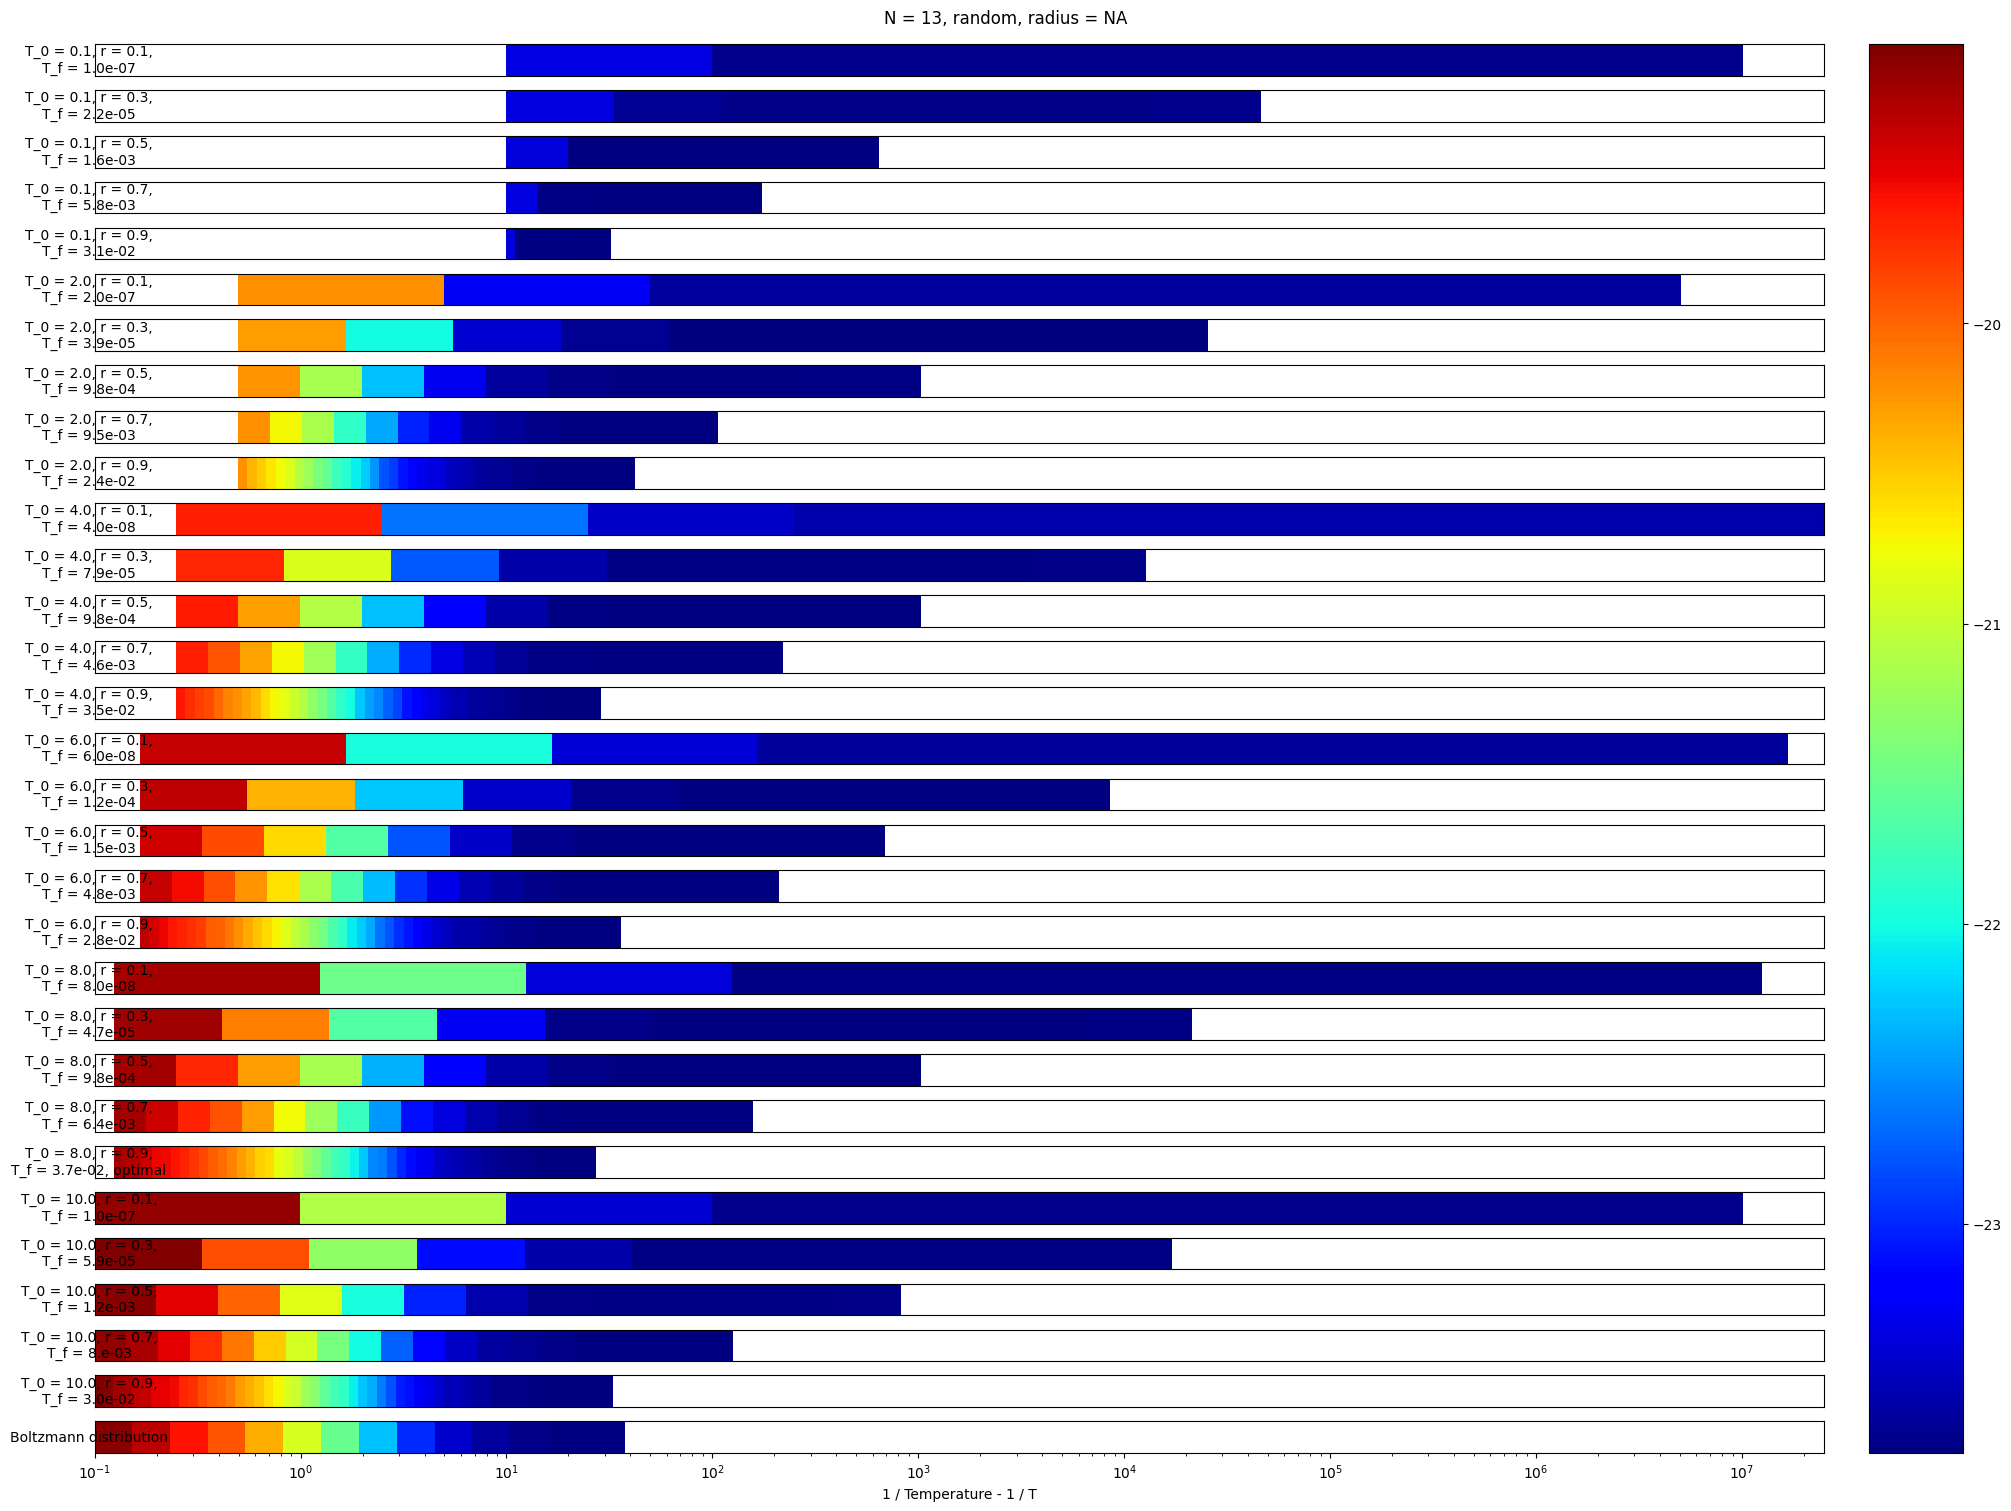 N = 13, random, radius = NA
T_0 = 0.1, r = 0.1,
T_f = 1.0e-07
T_0 = 0.1, r = 0.3,
T_f = 2.2e-05
T_0 = 0.1, r = 0.5,
T_f = 1.6e-03
T_0 = 0.1, r = 0.7,
T_f = 5.8e-03
T_0 = 0.1, r = 0.9,
T_f = 3.1e-02
T_0 = 2.0, r = 0.1,
T_f = 2.0e-07
T_0 = 2.0, r = 0.3,
T_f = 3.9e-05
T_0 = 2.0, r = 0.5,
T_f = 9.8e-04
T_0 = 2.0, r = 0.7,
T_f = 9.5e-03
T_0 = 2.0, r = 0.9,
T_f = 2.4e-02
T_0 = 4.0, r = 0.1,
T_f = 4.0e-08
T_0 = 4.0, r = 0.3,
T_f = 7.9e-05
T_0 = 4.0, r = 0.5,
T_f = 9.8e-04
T_0 = 4.0, r = 0.7,
T_f = 4.6e-03
T_0 = 4.0, r = 0.9,
T_f = 3.5e-02
T_0 = 6.0, r = 0.1,
T_f = 6.0e-08
T_0 = 6.0, r = 0.3,
T_f = 1.2e-04
T_0 = 6.0, r = 0.5,
T_f = 1.5e-03
T_0 = 6.0, r = 0.7,
T_f = 4.8e-03
T_0 = 6.0, r = 0.9,
T_f = 2.8e-02
T_0 = 8.0, r = 0.1,
T_f = 8.0e-08
T_0 = 8.0, r = 0.3,
T_f = 4.7e-05
T_0 = 8.0, r = 0.5,
T_f = 9.8e-04
T_0 = 8.0, r = 0.7,
T_f = 6.4e-03
T_0 = 8.0, r = 0.9,
T_f = 3.7e-02, optimal
T_0 = 10.0, r = 0.1,
T_f = 1.0e-07
T_0 = 10.0, r = 0.3,
T_f = 5.9e-05
T_0 = 10.0, r = 0.5,
T_f = 1.2e-03
T_0 = 10.0, r = 0.7,
T_f = 8.e-03
T_0 = 10.0, r = 0.9,
T_f = 3.0e-02
Boltzmann distribution
10⁻¹ 10⁰ 10¹ 10² 10³ 10⁴ 10⁵ 10⁶ 10⁷
1 / Temperature - 1 / T
−20
−21
−22
−23